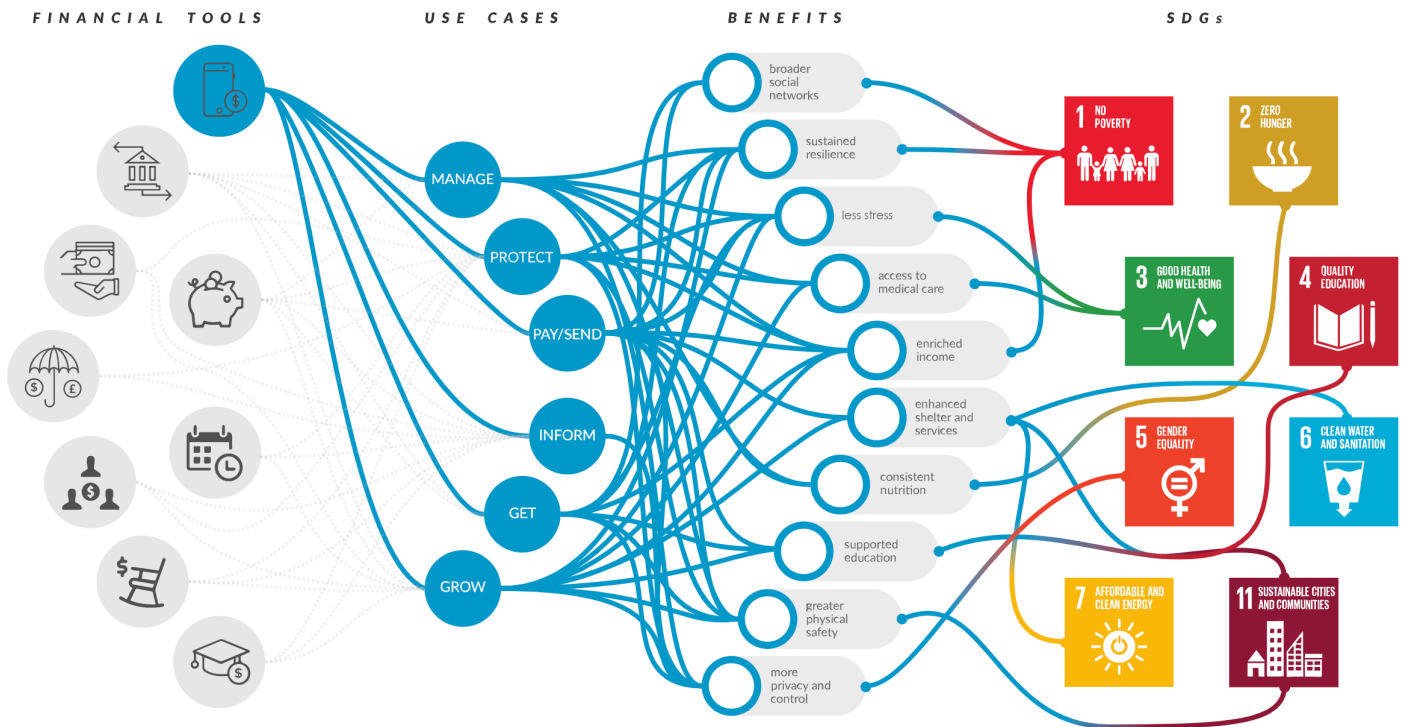 FINANCIAL TOOLS
USE CASES
BENEFITS
SDGs
$
$
£
$
$
$
MANAGE
PROTECT
PAY/SEND
INFORM
GET
GROW
broader
social
networks
sustained
resilience
less stress
access to
medical care
enriched
income
enhanced
shelter and
services
consistent
nutrition
supported
education
greater
physical
safety
more
privacy and
control
1 NO
POVERTY
2 ZERO
HUNGER
3 GOOD HEALTH
AND WELL-BEING
4 QUALITY
EDUCATION
5 GENDER
EQUALITY
6 CLEAN WATER
AND SANITATION
7 AFFORDABLE AND
CLEAN ENERGY
11 SUSTAINABLE CITIES
AND COMMUNITIES